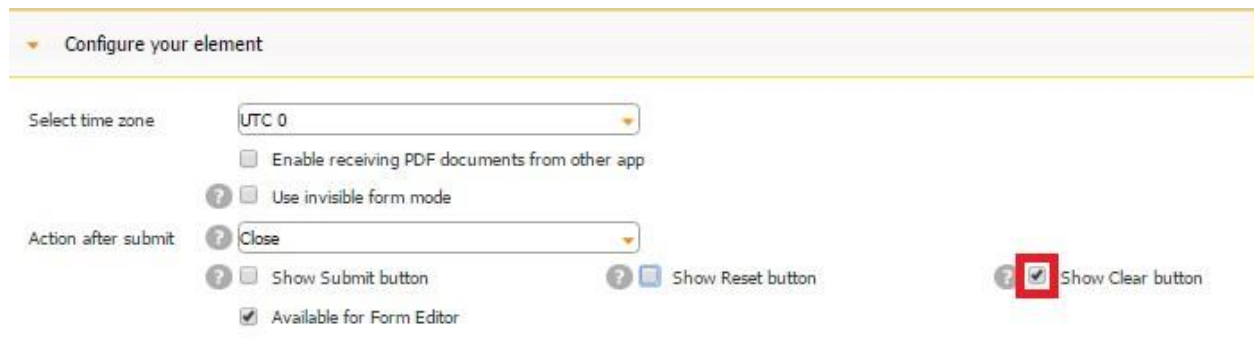 Configure your element
Select time zone UTC 0
Enable receiving PDF documents from other app
? Use invisible form mode
Action after submit ? Close
? Show Submit button ? Show Reset button ? Show Clear button
Available for Form Editor